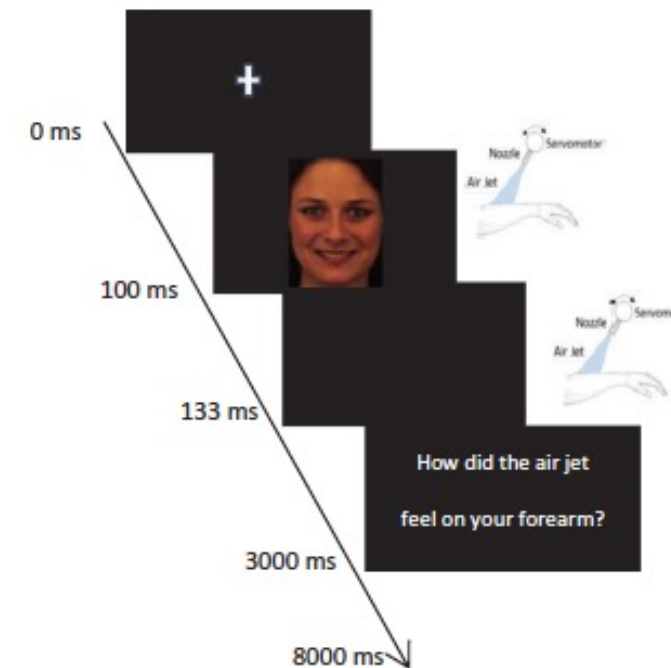 0 ms
Nozzle
Servomotor
Air Jet
100 ms
Nozzle
Servom
Air Jet
133 ms
How did the air jet
feel on your forearm?
3000 ms
8000 ms